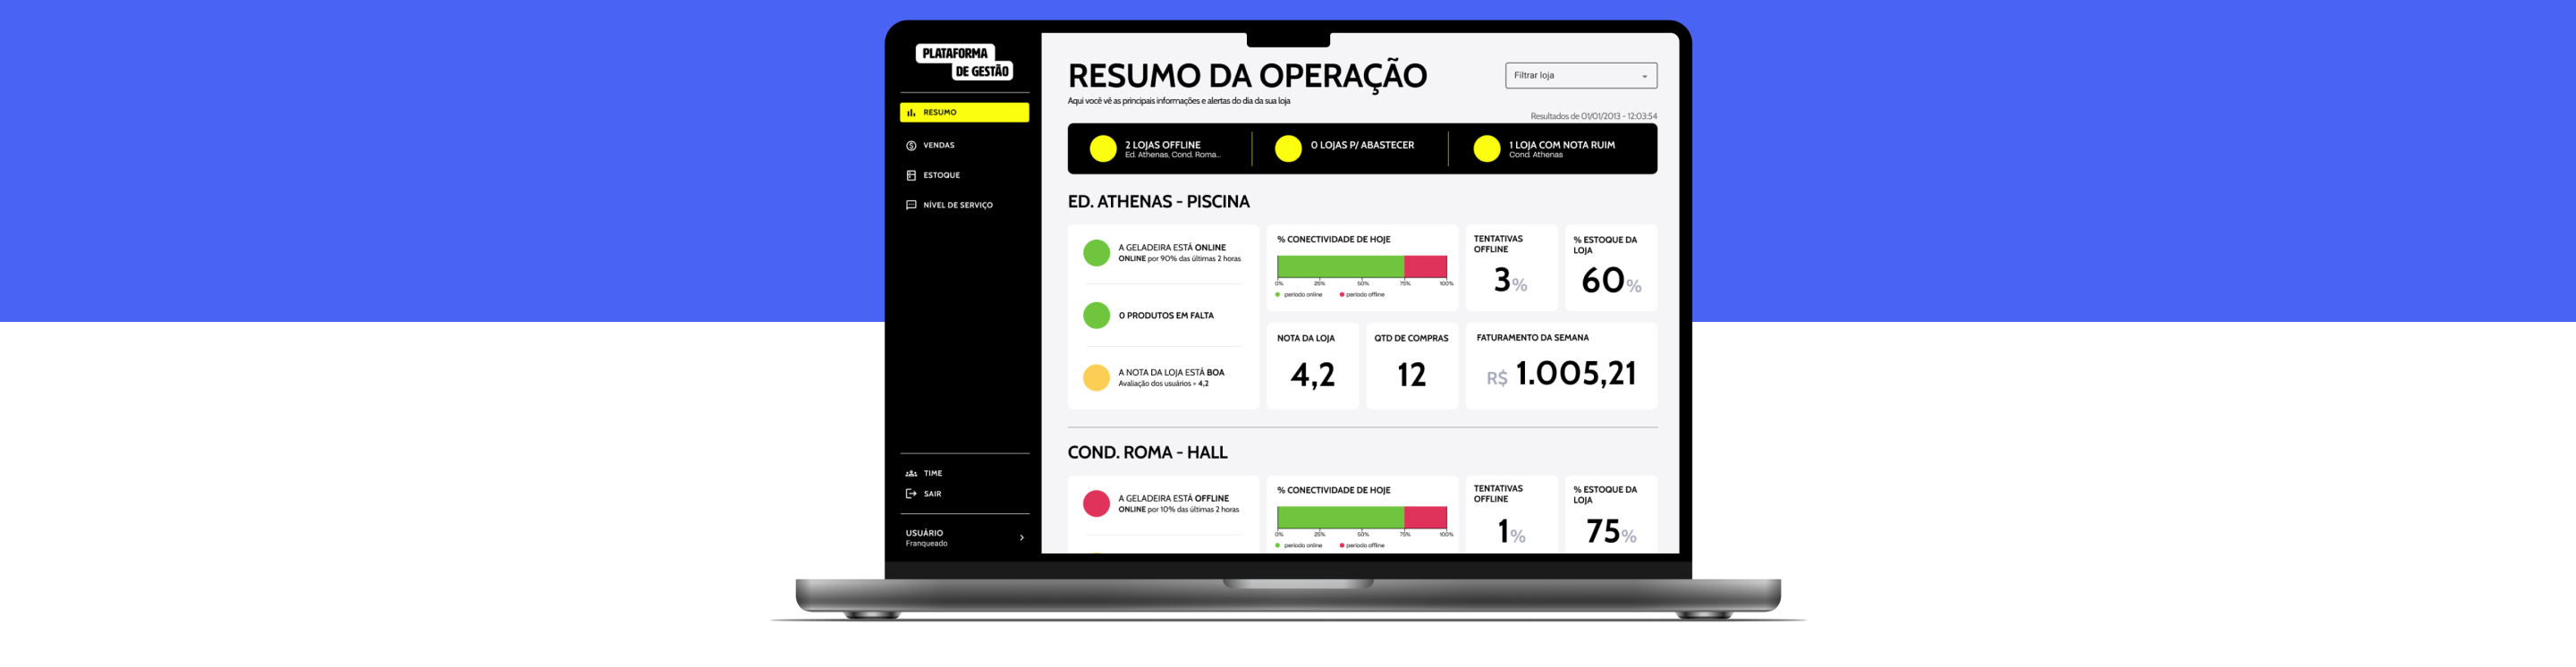 PLATAFORMA
DE GESTÃO
RESUMO
VENDAS
ESTOQUE
NÍVEL DE SERVIÇO
TIME
SAIR
USUÁRIO
Franqueado
RESUMO DA OPERAÇÃO
Aqui você vê as principais informações e alertas do dia da sua loja
Filtrar loja
Resultados de 01/01/2013 - 12:03:54
2 LOJAS OFFLINE
Ed. Athenas, Cond. Roma...
0 LOJAS P/ ABASTECER
1 LOJA COM NOTA RUIM
Cond. Athenas
ED. ATHENAS - PISCINA
A GELADEIRA ESTÁ ONLINE
ONLINE por 90% das últimas 2 horas
0 PRODUTOS EM FALTA
A NOTA DA LOJA ESTÁ BOA
Avaliação dos usuários = 4,2
% CONECTIVIDADE DE HOJE
0% 25% 50% 75% 100%
período online período offline
TENTATIVAS
OFFLINE
3%
% ESTOQUE DA
LOJA
60%
NOTA DA LOJA
4,2
QTD DE COMPRAS
12
FATURAMENTO DA SEMANA
R$ 1.005,21
COND. ROMA - HALL
A GELADEIRA ESTÁ OFFLINE
ONLINE por 10% das últimas 2 horas
% CONECTIVIDADE DE HOJE
0% 25% 50% 75% 100%
período online período offline
TENTATIVAS
OFFLINE
1%
% ESTOQUE DA
LOJA
75%